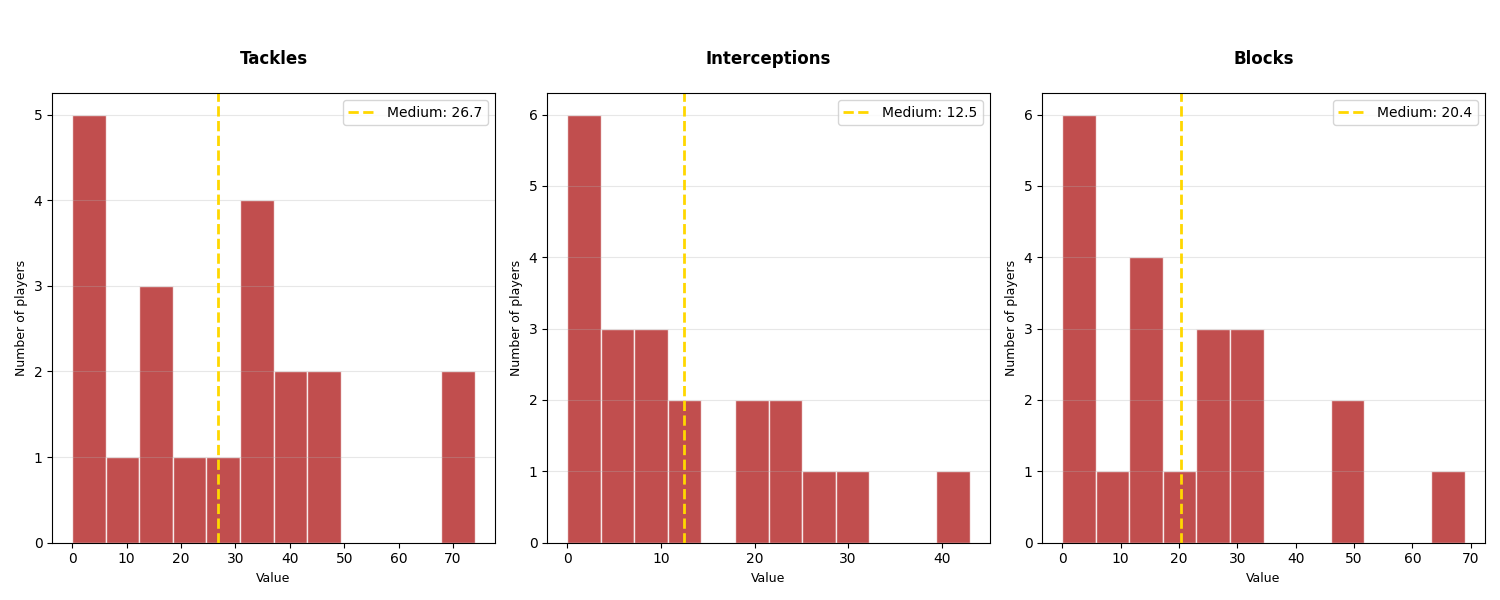 Tackles
Medium: 26.7
Number of players
5
4
3
2
1
0
0 10 20 30 40 50 60 70
Value
Interceptions
Medium: 12.5
Number of players
6
5
4
3
2
1
0
0 10 20 30 40
Value
Blocks
Medium: 20.4
Number of players
6
5
4
3
2
1
0
0 10 20 30 40 50 60 70
Value